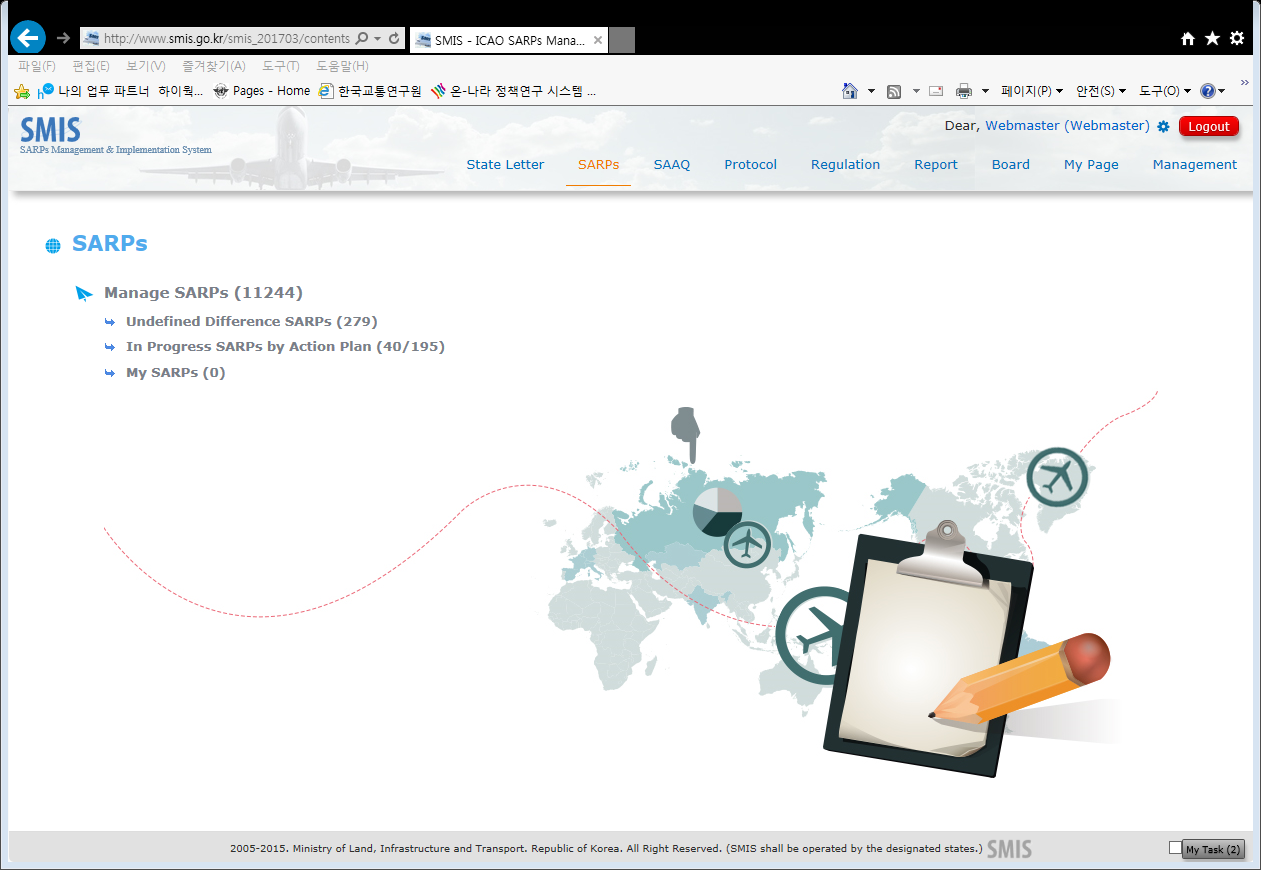 http://www.smis.go.kr/smis_201703/contents
SMIS - ICAO SARPs Mana...
파일(F) 편집(E) 보기(V) 즐겨찾기(A) 도구(T) 도움말(H)
나의 업무 파트너 하이웍... Pages - Home 한국교통연구원 온-나라 정책연구 시스템 ... 페이지(P) 안전(S) 도구(O)
SMIS
SARPs Management & Implementation System
Dear, Webmaster (Webmaster) Logout
State Letter SARPs SAAQ Protocol Regulation Report Board My Page Management
SARPs
Manage SARPs (11244)
Undefined Difference SARPs (279)
In Progress SARPs by Action Plan (40/195)
My SARPs (0)
2005-2015. Ministry of Land, Infrastructure and Transport. Republic of Korea. All Right Reserved. (SMIS shall be operated by the designated states.) SMIS
My Task (2)